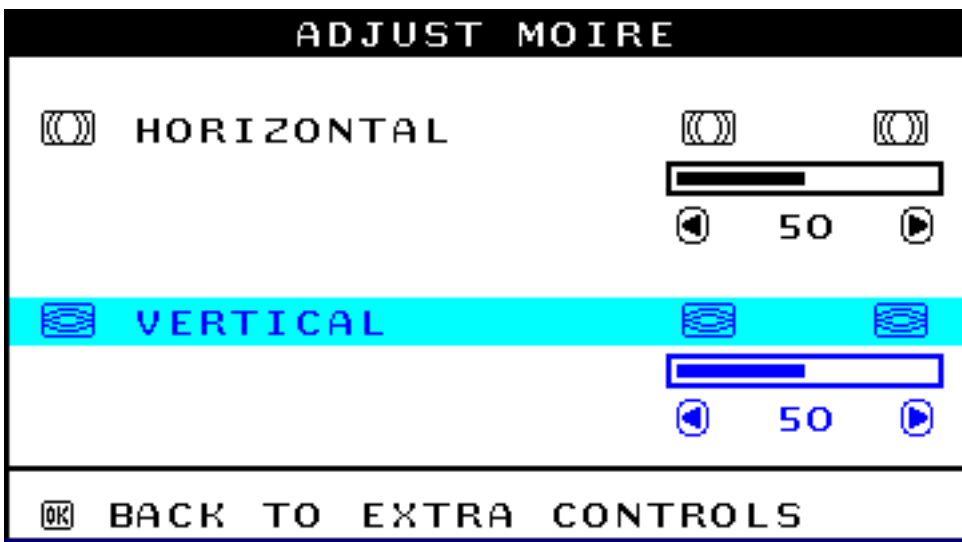 ADJUST MOIRE
HORIZONTAL
50
VERTICAL
50
OK BACK TO EXTRA CONTROLS